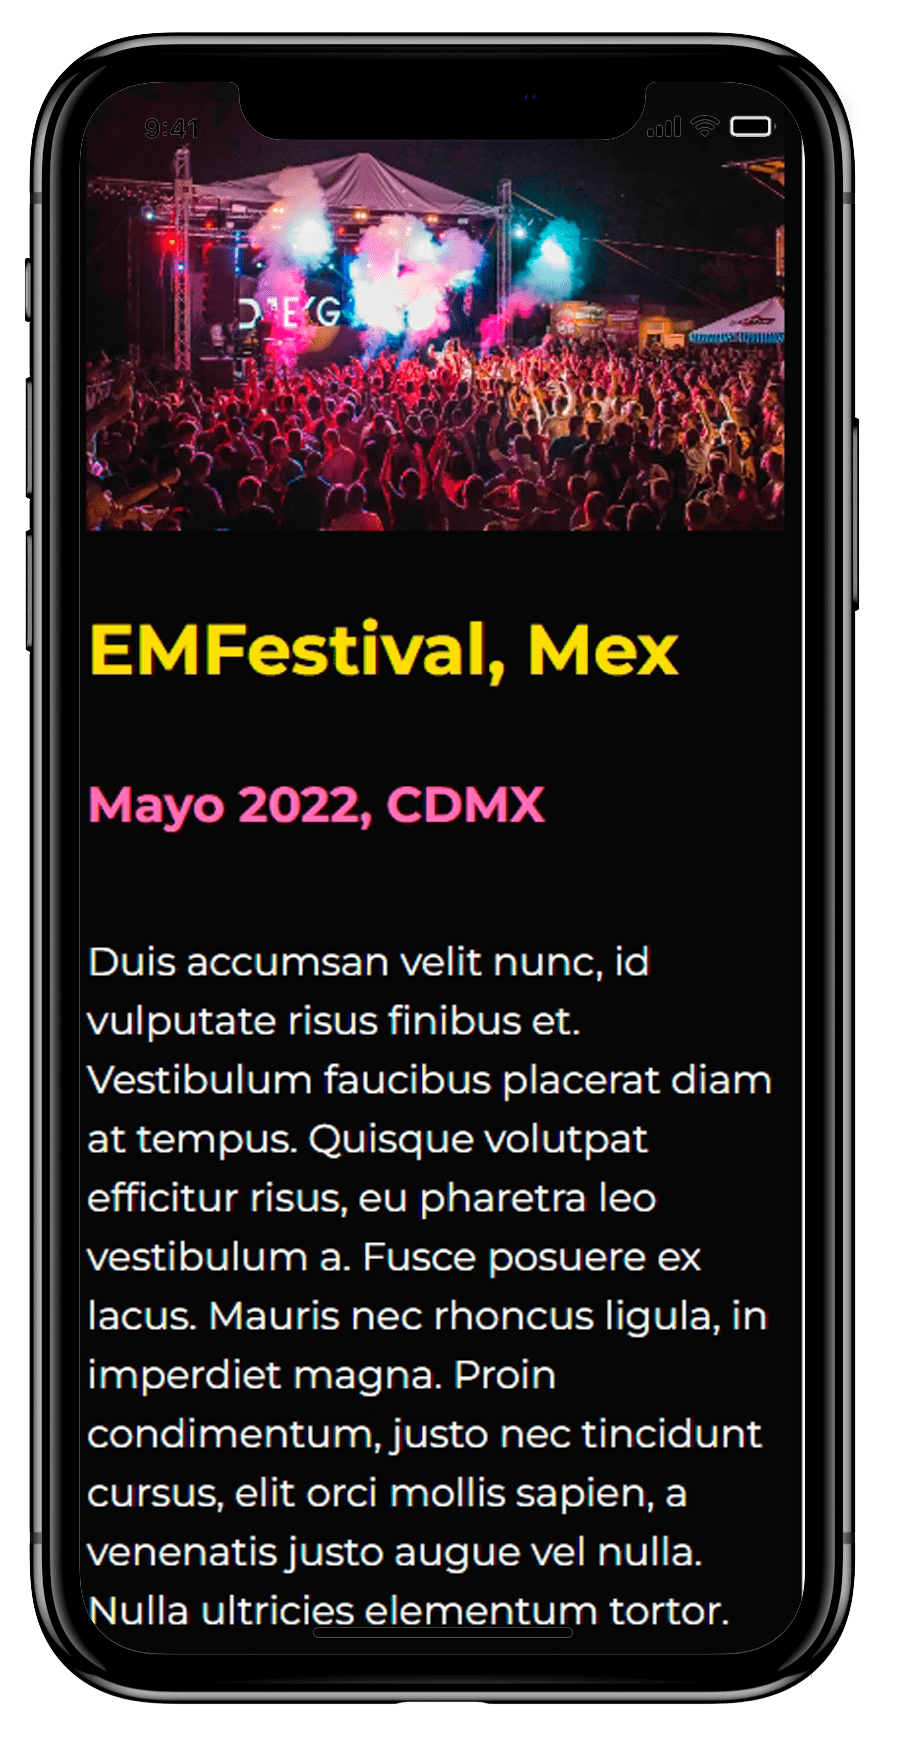 9:41
EMFestival, Mex
Mayo 2022, CDMX
Duis accumsan velit nunc, id
vulputate risus finibus et.
Vestibulum faucibus placerat diam
at tempus. Quisque volutpat
efficitur risus, eu pharetra leo
vestibulum a. Fusce posuere ex
lacus. Mauris nec rhoncus ligula, in
imperdiet magna. Proin
condimentum, justo nec tincidunt
cursus, elit orci mollis sapien, a
venenatis justo augue vel nulla.
Nulla ultricies elementum tortor.